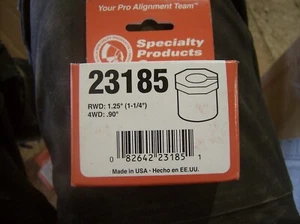 Your Pro Alignment Team™
Specialty
Products
23185
RWD: 1.25° (1-1/4°)
4WD: .90°
0 82642 23185 1
Made in USA • Hecho en EE.UU.